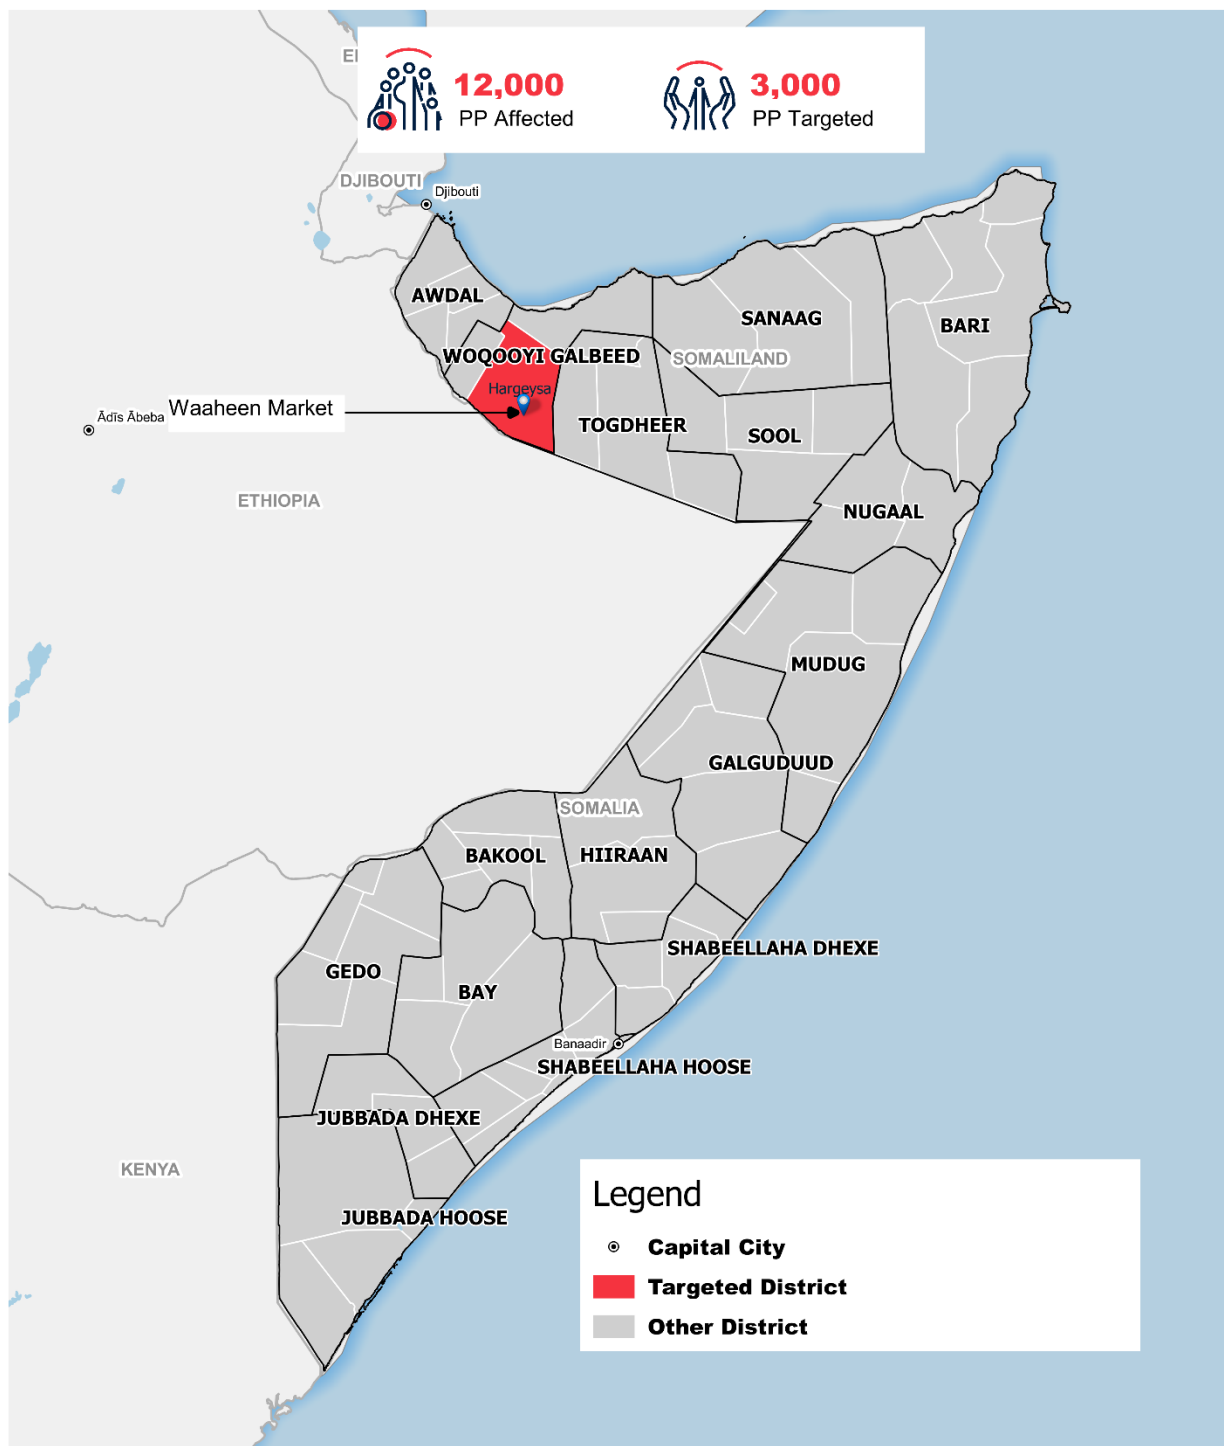 12,000
PP Affected
3,000
PP Targeted
DJIBOUTI
Djibouti
AWDAL
SANAAG
BARI
WOQOOYI GALBEED
SOMALILAND
Hargeysa
Waaheen Market
Ādīs Ābeba
TOGDHEER
SOOL
ETHIOPIA
NUGAAL
MUDUG
GALGUDUUD
SOMALIA
BAKOOL
HIIRAAN
SHABEELLAHA DHEXE
GEDO
BAY
Banaadir
SHABEELLAHA HOOSE
JUBBADA DHEXE
KENYA
JUBBADA HOOSE
Legend
Capital City
Targeted District
Other District